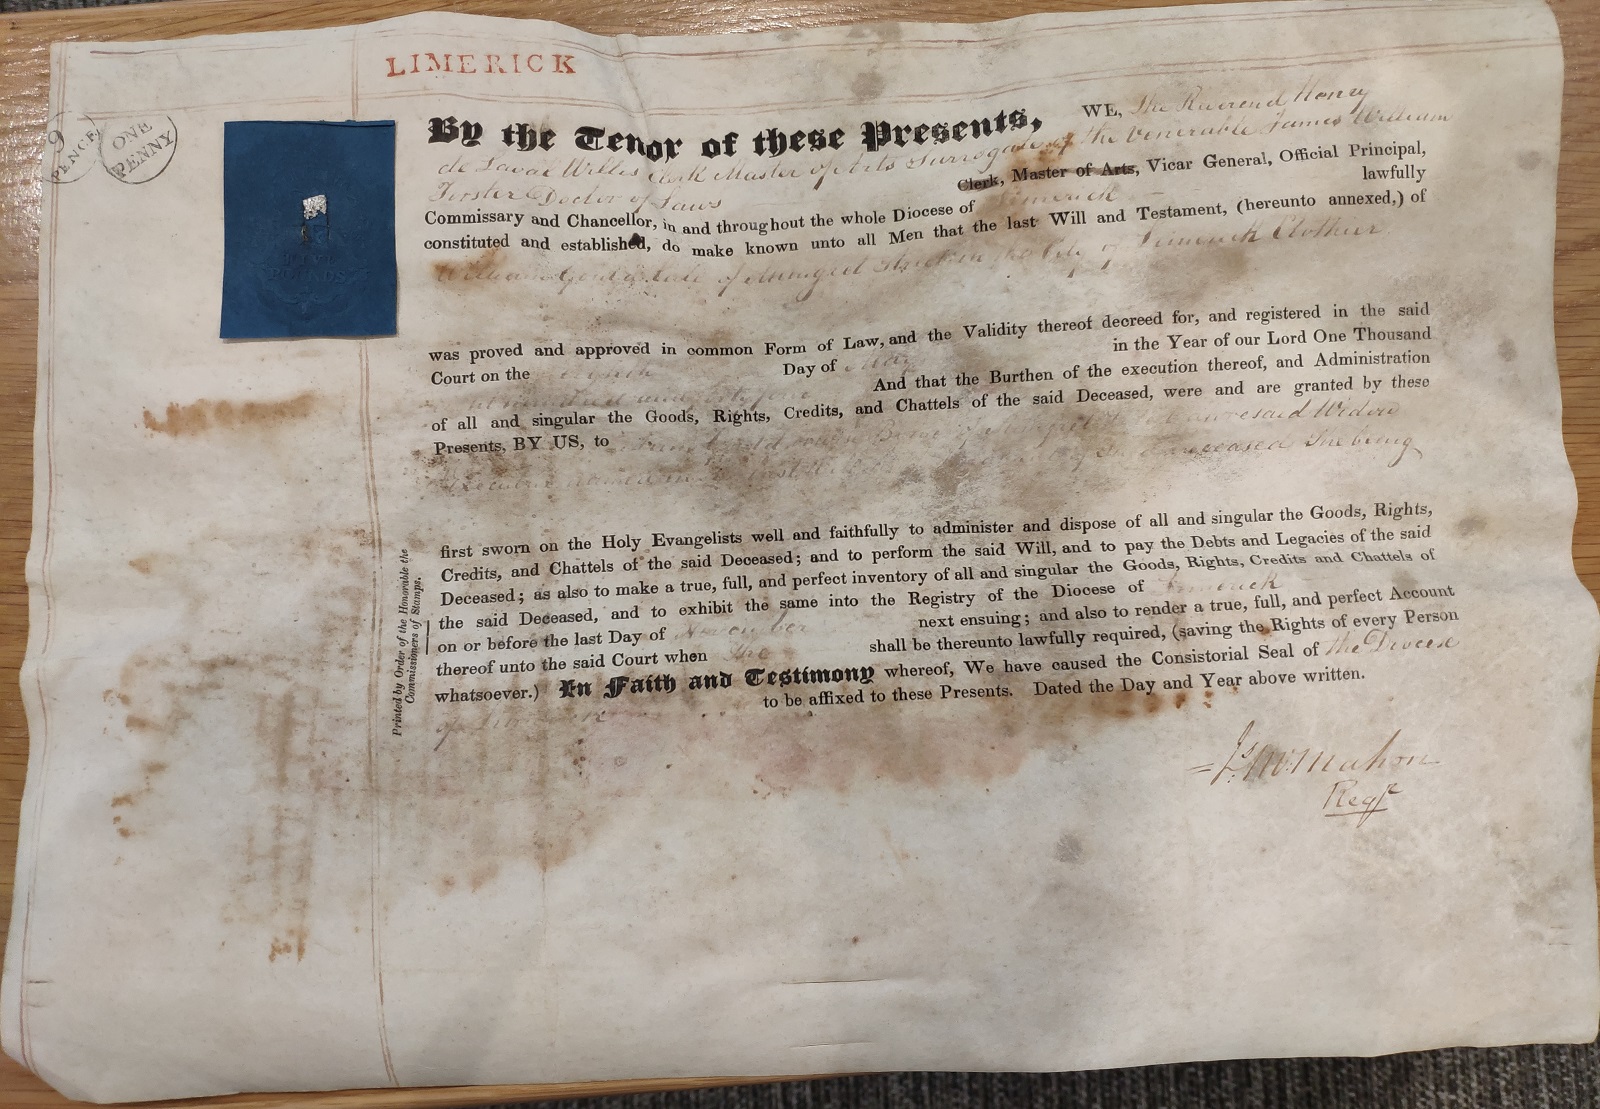 LIMERICK
9 PENCE
ONE PENNY
FIVE POUNDS
By the Tenor of these Presents, WE, The Reverend Henry
de Laval Willis Clerk Master of Arts Surrogate of the Venerable James William
Forster Doctor of Laws Clerk, Master of Arts, Vicar General, Official Principal,
Commissary and Chancellor, in and throughout the whole Diocese of Limerick lawfully
constituted and established, do make known unto all Men that the last Will and Testament, (hereunto annexed,) of
William late of Mungret Street in the City of Limerick Clothier
was proved and approved in common Form of Law, and the Validity thereof decreed for, and registered in the said
Court on the Day of May in the Year of our Lord One Thousand
And that the Burthen of the execution thereof, and Administration
of all and singular the Goods, Rights, Credits, and Chattels of the said Deceased, were and are granted by these
Presents, BY US, to aforesaid Widow
deceased She being
first sworn on the Holy Evangelists well and faithfully to administer and dispose of all and singular the Goods, Rights,
Credits, and Chattels of the said Deceased; and to perform the said Will, and to pay the Debts and Legacies of the said
Deceased; as also to make a true, full, and perfect inventory of all and singular the Goods, Rights, Credits and Chattels of
the said Deceased, and to exhibit the same into the Registry of the Diocese of Limerick
on or before the last Day of November next ensuing; and also to render a true, full, and perfect Account
thereof unto the said Court when She shall be thereunto lawfully required, (saving the Rights of every Person
whatsoever.) In Faith and Testimony whereof, We have caused the Consistorial Seal of the Diocese
of Limerick to be affixed to these Presents. Dated the Day and Year above written.
Js McMahon
Regr
Printed by Order of the Honorable the
Commissioners of Stamps.